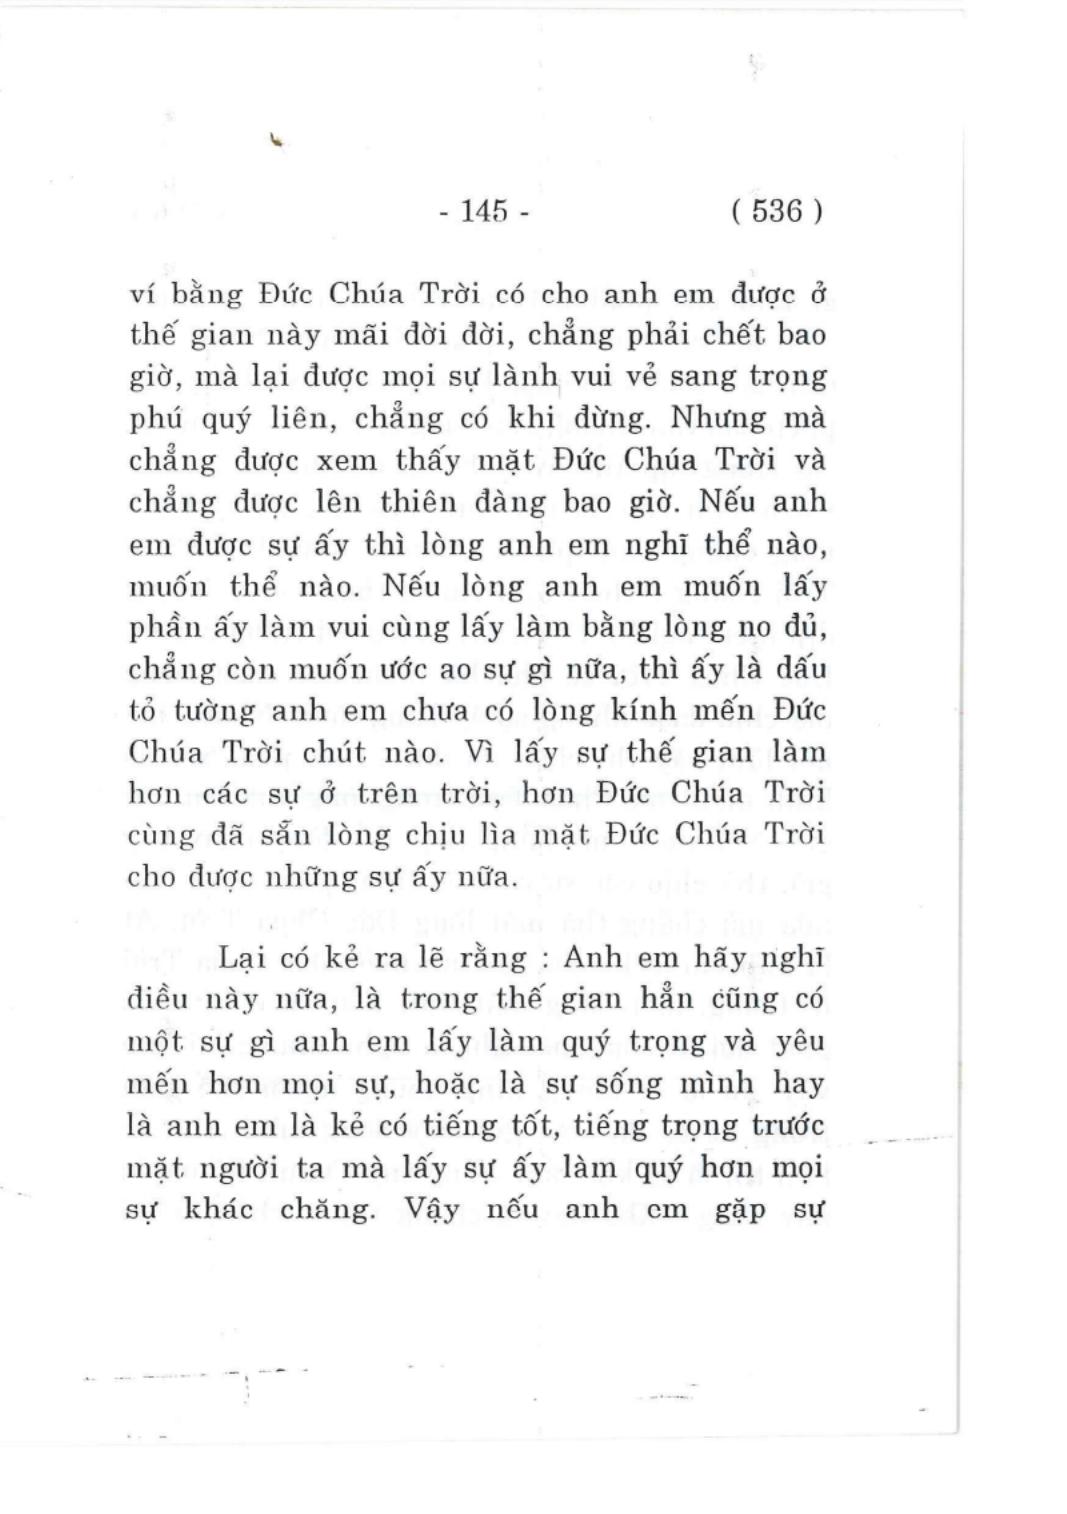 - 145 - ( 536 )
ví bằng Đức Chúa Trời có cho anh em được ở
thế gian này mãi đời đời, chẳng phải chết bao
giờ, mà lại được mọi sự lành vui vẻ sang trọng
phú quý liên, chẳng có khi đừng. Nhưng mà
chẳng được xem thấy mặt Đức Chúa Trời và
chẳng được lên thiên đàng bao giờ. Nếu anh
em được sự ấy thì lòng anh em nghĩ thể nào,
muốn thể nào. Nếu lòng anh em muốn lấy
phần ấy làm vui cùng lấy làm bằng lòng no đủ,
chẳng còn muốn ước ao sự gì nữa, thì ấy là dấu
tỏ tường anh em chưa có lòng kính mến Đức
Chúa Trời chút nào. Vì lấy sự thế gian làm
hơn các sự ở trên trời, hơn Đức Chúa Trời
cùng đã sẵn lòng chịu lìa mặt Đức Chúa Trời
cho được những sự ấy nữa.
Lại có kẻ ra lẽ rằng : Anh em hãy nghĩ
điều này nữa, là trong thế gian hẳn cũng có
một sự gì anh em lấy làm quý trọng và yêu
mến hơn mọi sự, hoặc là sự sống mình hay
là anh em là kẻ có tiếng tốt, tiếng trọng trước
mặt người ta mà lấy sự ấy làm quý hơn mọi
sự khác chăng. Vậy nếu anh em gặp sự